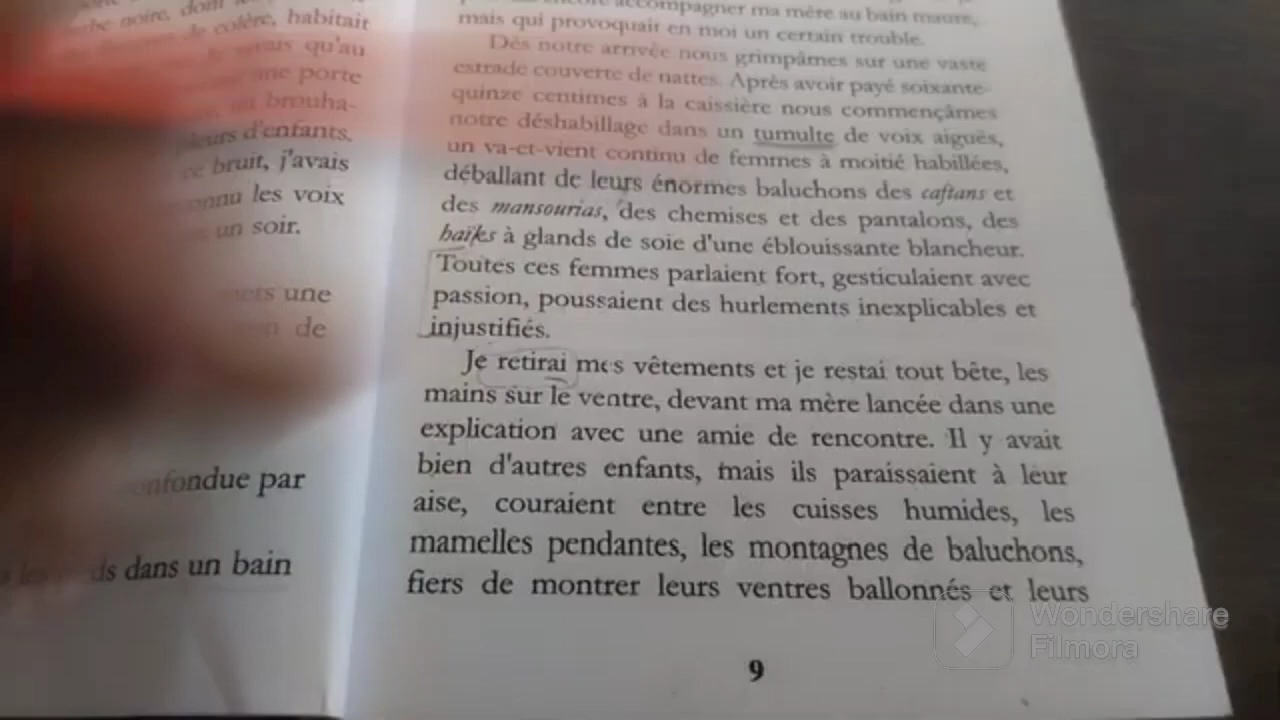 colère, habitait
qu'au
une porte
brouha-
d'enfants.
bruit, j'avais
les voix
un soir.
une
de
par
dans un bain
accompagner ma mère au bain maure,
mais qui provoquait en moi un certain trouble.
Dès notre arrivée nous grimpâmes sur une vaste
estrade couverte de nattes. Après avoir payé soixante-
quinze centimes à la caissière nous commençâmes
notre déshabillage dans un tumulte de voix aiguës,
un va-et-vient continu de femmes à moitié habillées,
déballant de leurs énormes baluchons des caftans et
des mansourias, des chemises et des pantalons, des
haïks à glands de soie d'une éblouissante blancheur.
Toutes ces femmes parlaient fort, gesticulaient avec
passion, poussaient des hurlements inexplicables et
injustifiés.
Je retirai mes vêtements et je restai tout bête, les
mains sur le ventre, devant ma mère lancée dans une
explication avec une amie de rencontre. Il y avait
bien d'autres enfants, mais ils paraissaient à leur
aise, couraient entre les cuisses humides, les
mamelles pendantes, les montagnes de baluchons,
fiers de montrer leurs ventres ballonnés et leurs
9
Wondershare
Filmora